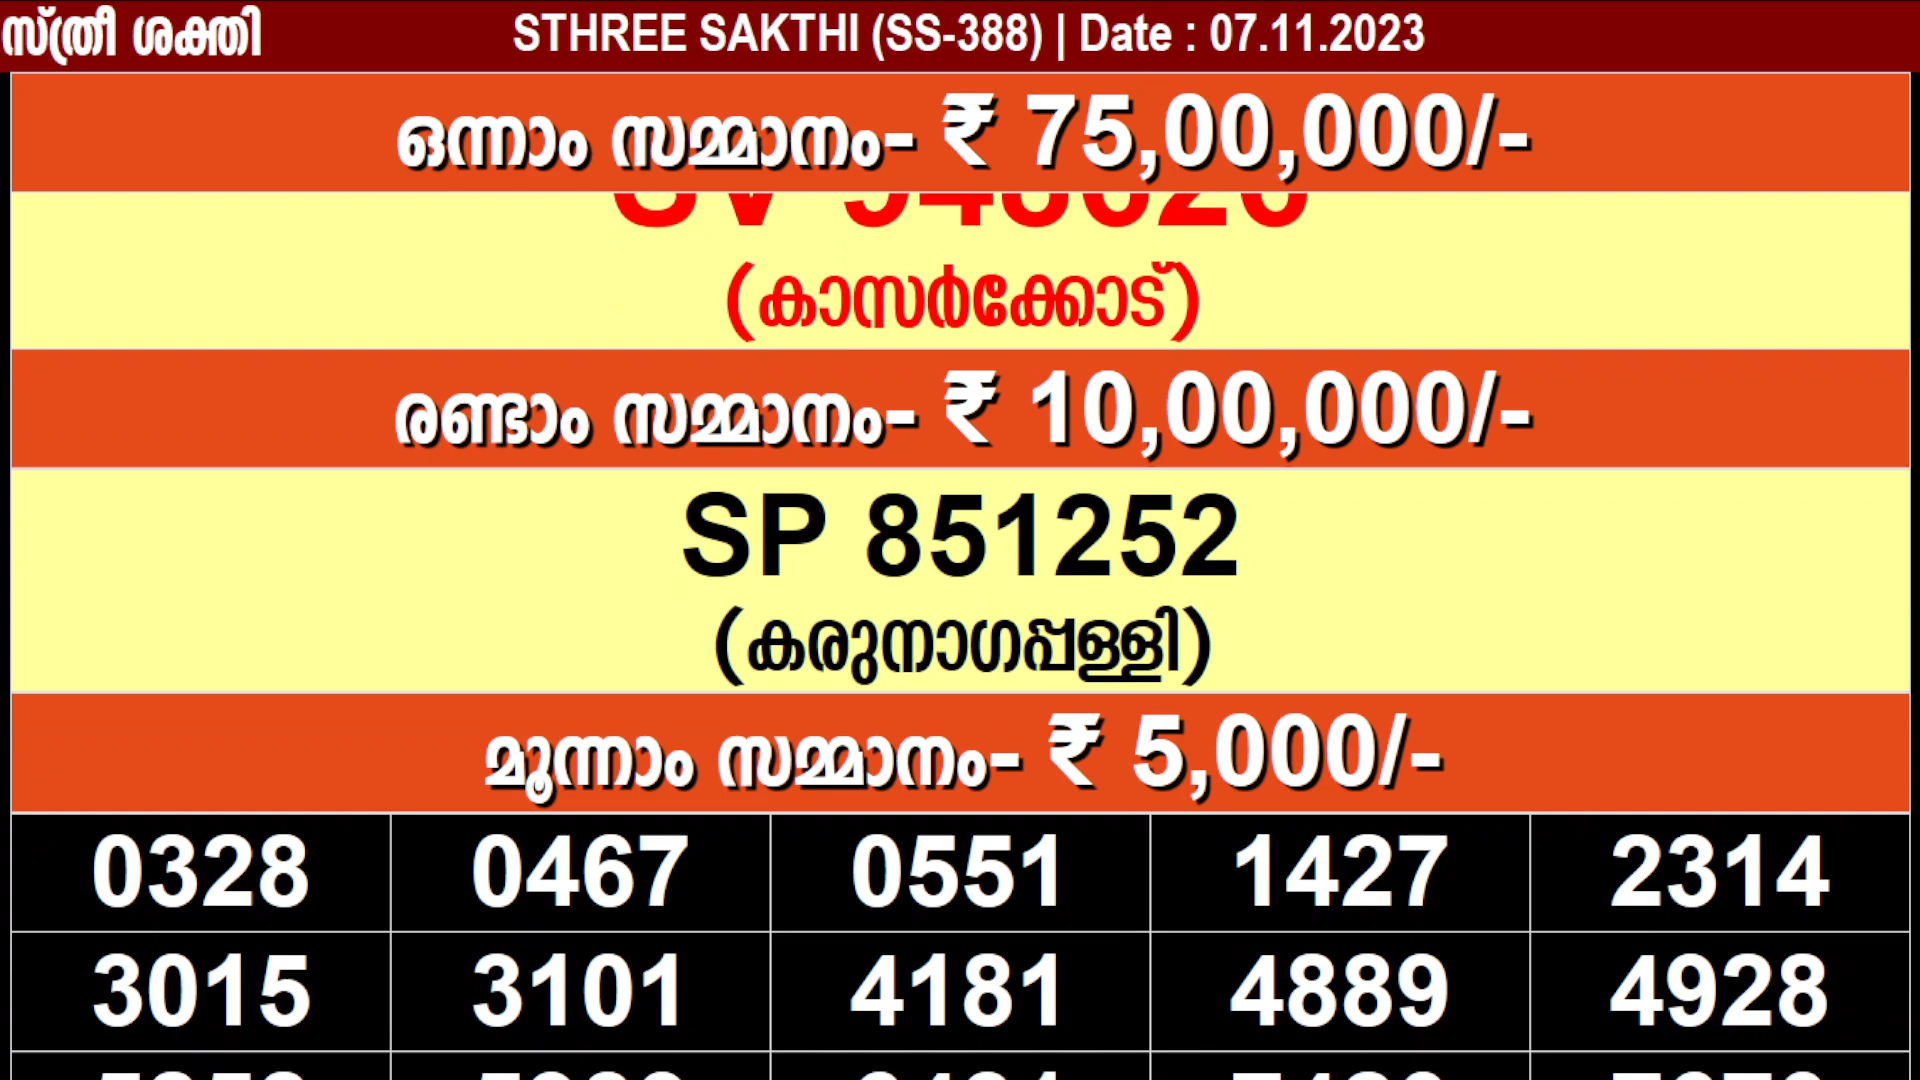 സ്ത്രീ ശക്തി STHREE SAKTHI (SS-388) | Date : 07.11.2023
ഒന്നാം സമ്മാനം- ₹ 75,00,000/-
(കാസർക്കോട്)
രണ്ടാം സമ്മാനം- ₹ 10,00,000/-
SP 851252
(കരുനാഗപ്പള്ളി)
മൂന്നാം സമ്മാനം- ₹ 5,000/-
0328 0467 0551 1427 2314
3015 3101 4181 4889 4928